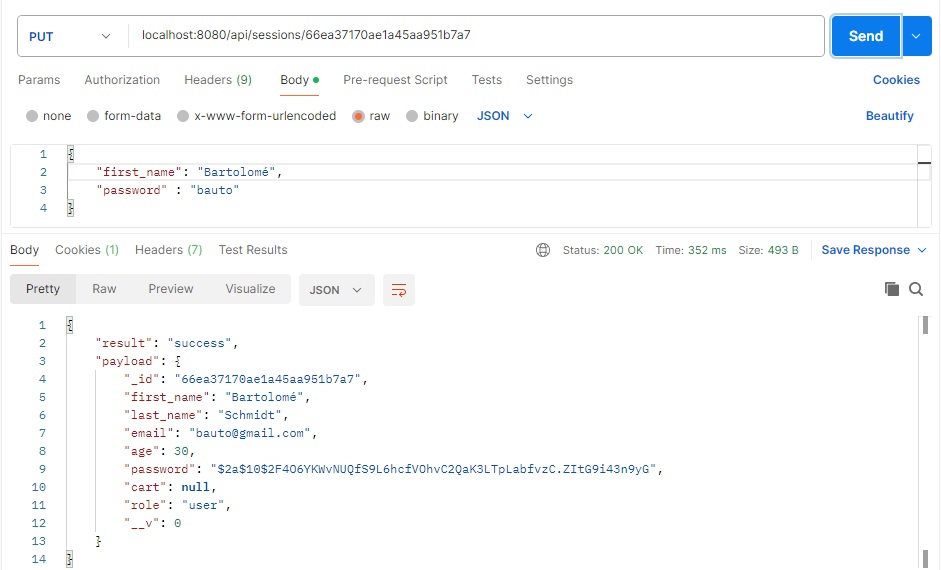 PUT localhost:8080/api/sessions/66ea37170ae1a45aa951b7a7 Send
Params Authorization Headers (9) Body Pre-request Script Tests Settings Cookies
none form-data x-www-form-urlencoded raw binary JSON Beautify
1 {
2 "first_name": "Bartolomé",
3 "password" : "bauto"
4 }
Body Cookies (1) Headers (7) Test Results Status: 200 OK Time: 352 ms Size: 493 B Save Response
Pretty Raw Preview Visualize JSON
1 {
2 "result": "success",
3 "payload": {
4 "_id": "66ea37170ae1a45aa951b7a7",
5 "first_name": "Bartolomé",
6 "last_name": "Schmidt",
7 "email": "bauto@gmail.com",
8 "age": 30,
9 "password": "$2a$10$2F4O6YKWvNUQfS9L6hcfVOhvC2QaK3LTpLabfvzC.ZItG9i43n9yG",
10 "cart": null,
11 "role": "user",
12 "__v": 0
13 }
14 }